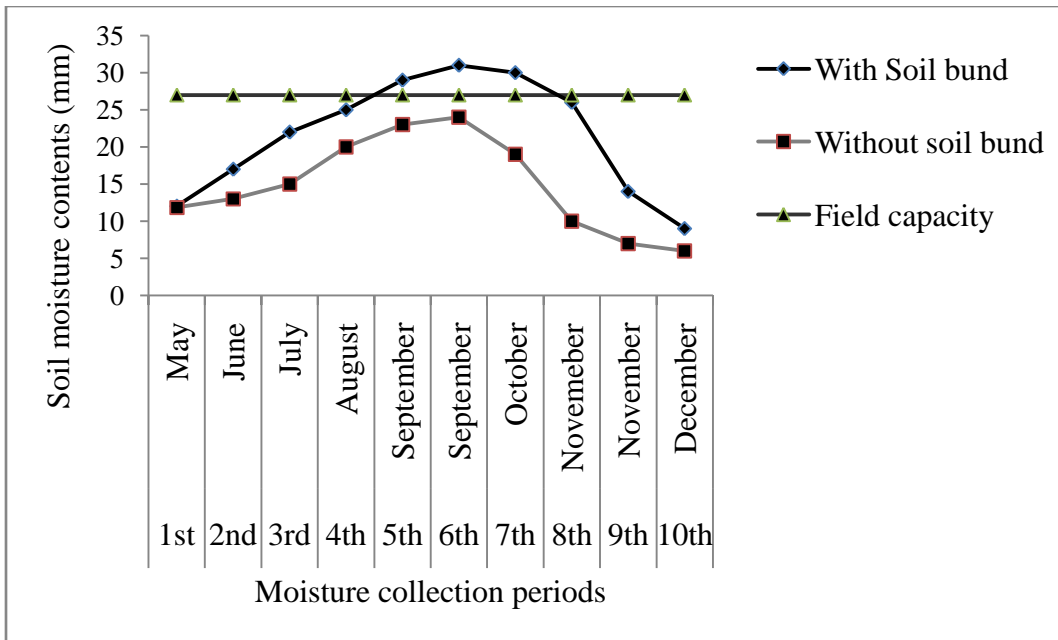 Soil moisture contents (mm)
35
30
25
20
15
10
5
0
May
June
July
August
September
September
October
Novemeber
November
December
1st 2nd 3rd 4th 5th 6th 7th 8th 9th 10th
Moisture collection periods
With Soil bund
Without soil bund
Field capacity